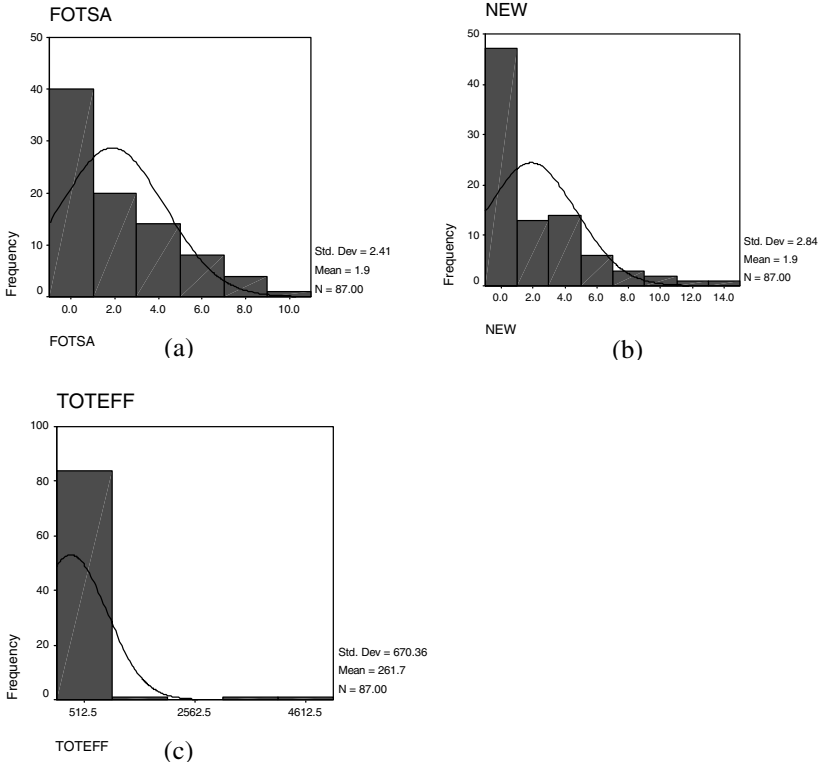 FOTSA
50
40
30
20
10
0
Frequency
0.0 2.0 4.0 6.0 8.0 10.0
FOTSA
Std. Dev = 2.41
Mean = 1.9
N = 87.00
(a)
NEW
50
40
30
20
10
0
Frequency
0.0 2.0 4.0 6.0 8.0 10.0 12.0 14.0
NEW
Std. Dev = 2.84
Mean = 1.9
N = 87.00
(b)
TOTEFF
100
80
60
40
20
0
Frequency
512.5 2562.5 4612.5
TOTEFF
Std. Dev = 670.36
Mean = 261.7
N = 87.00
(c)